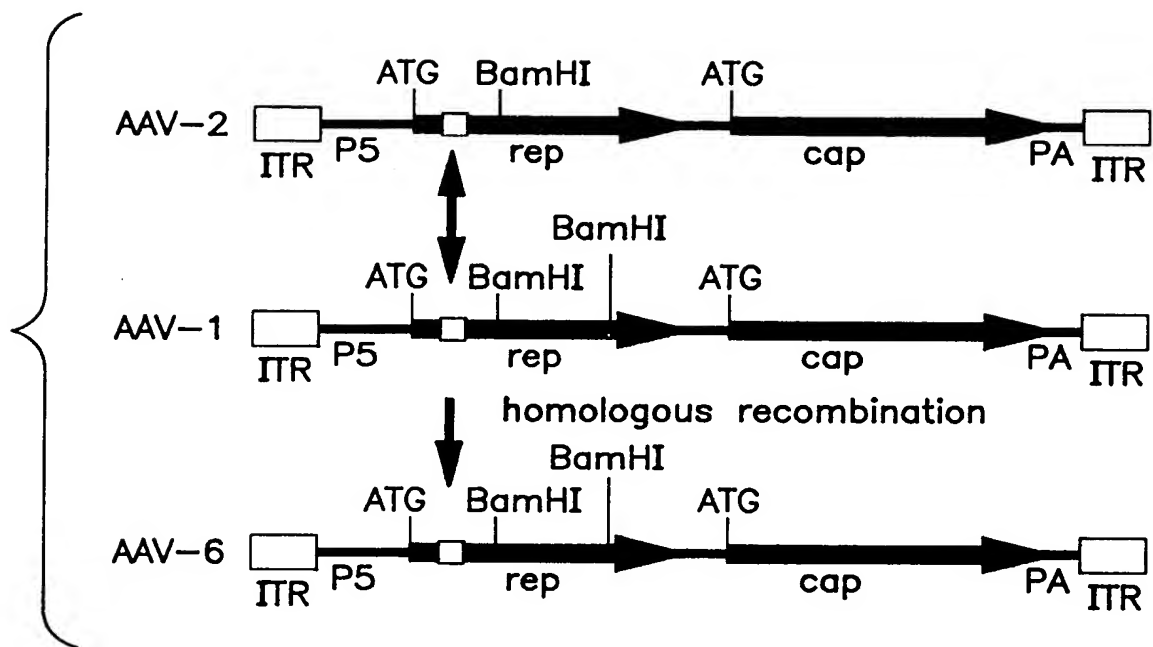 ATG BamHI ATG
AAV-2
P5 rep cap PA
ITR ITR
BamHI
ATG BamHI ATG
AAV-1
P5 rep cap PA
ITR ITR
homologous recombination
BamHI
ATG BamHI ATG
AAV-6
P5 rep cap PA
ITR ITR